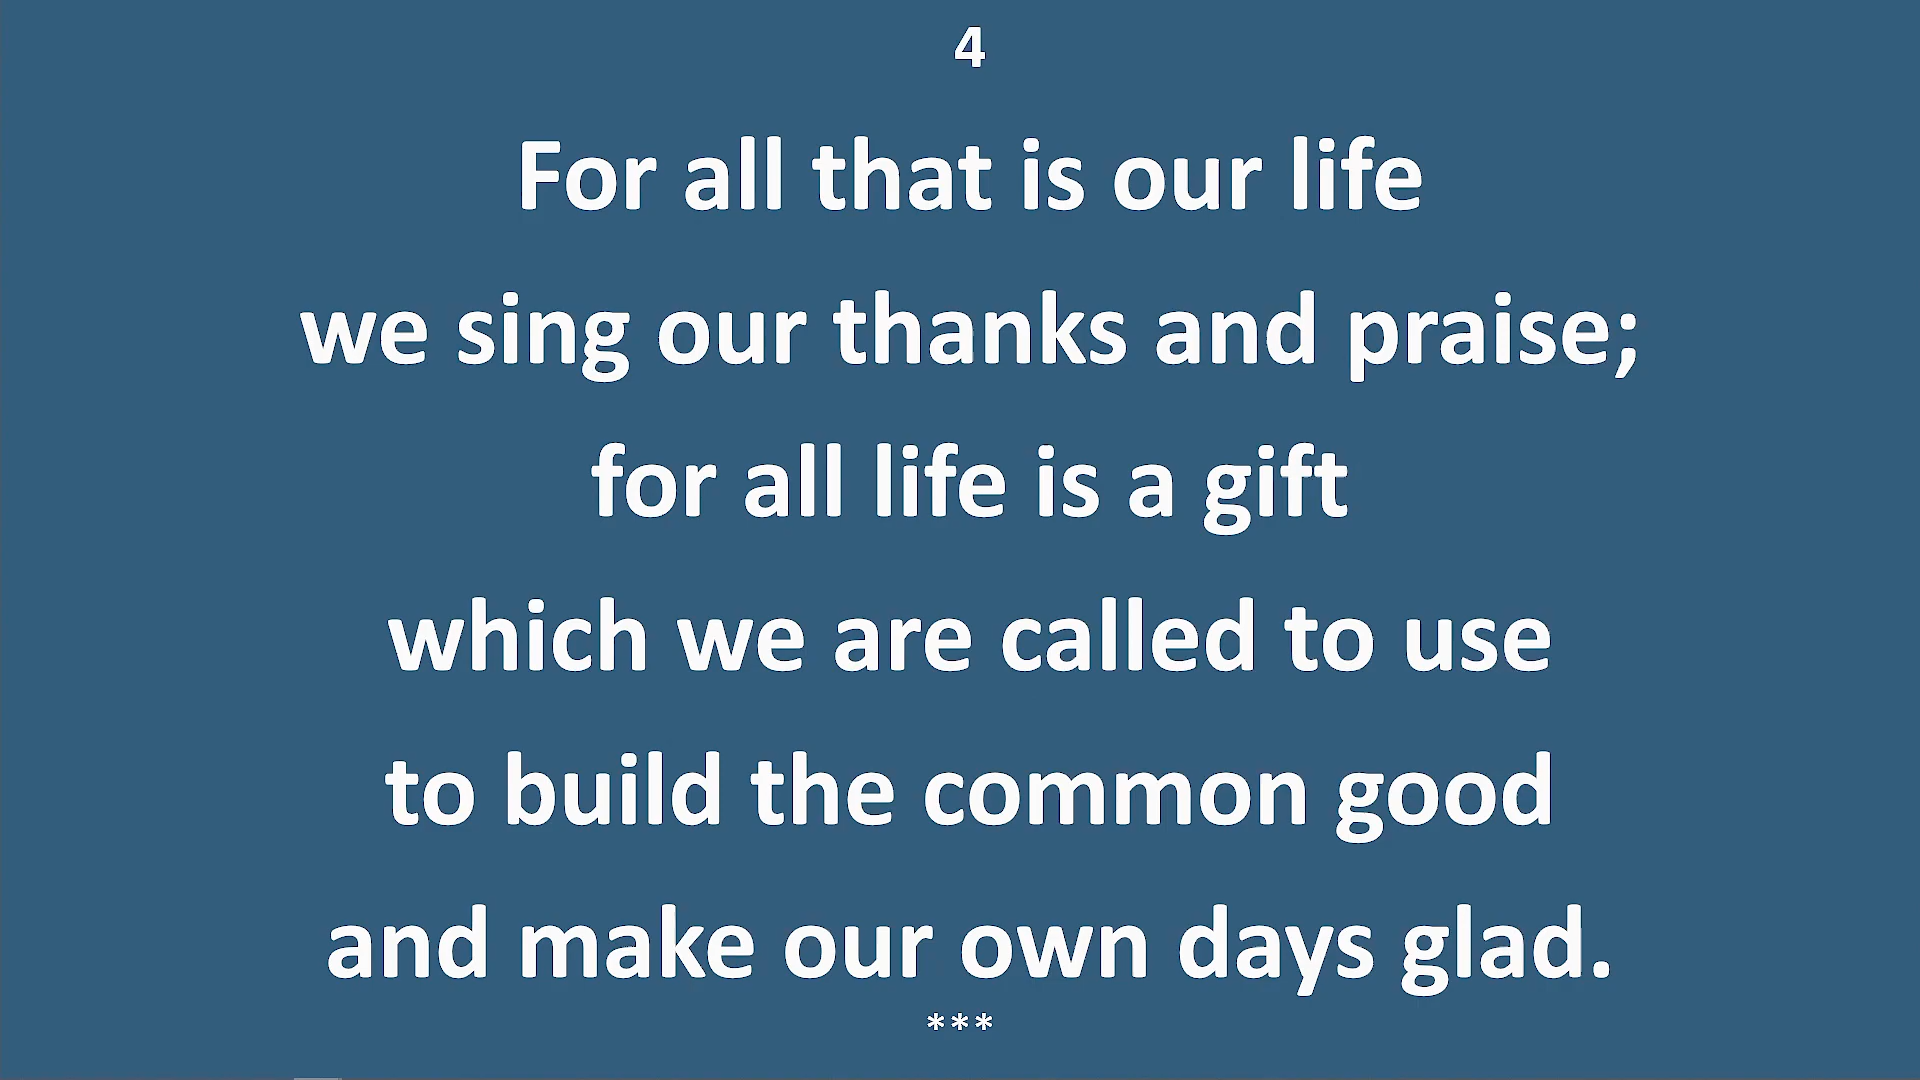 4
For all that is our life
we sing our thanks and praise;
for all life is a gift
which we are called to use
to build the common good
and make our own days glad.
***